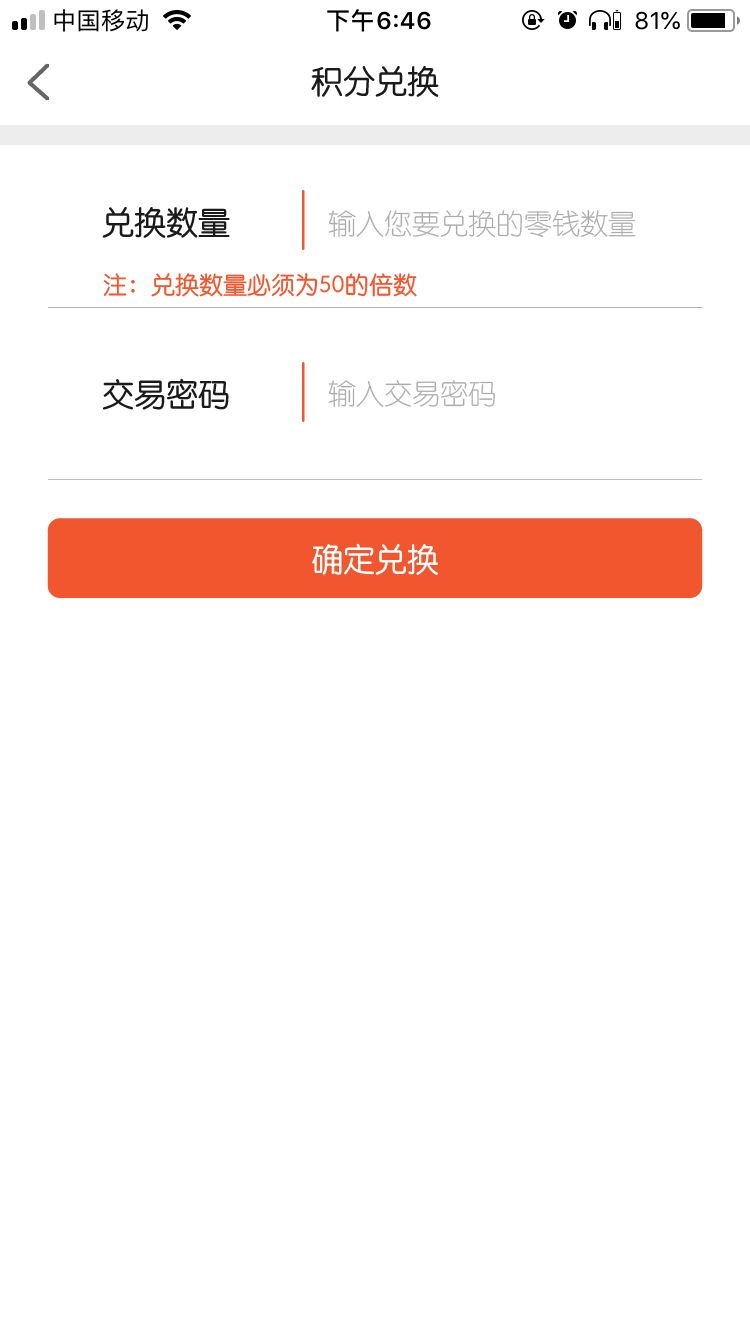 中国移动 下午6:46 81%
积分兑换
兑换数量 输入您要兑换的零钱数量
注：兑换数量必须为50的倍数
交易密码 输入交易密码
确定兑换